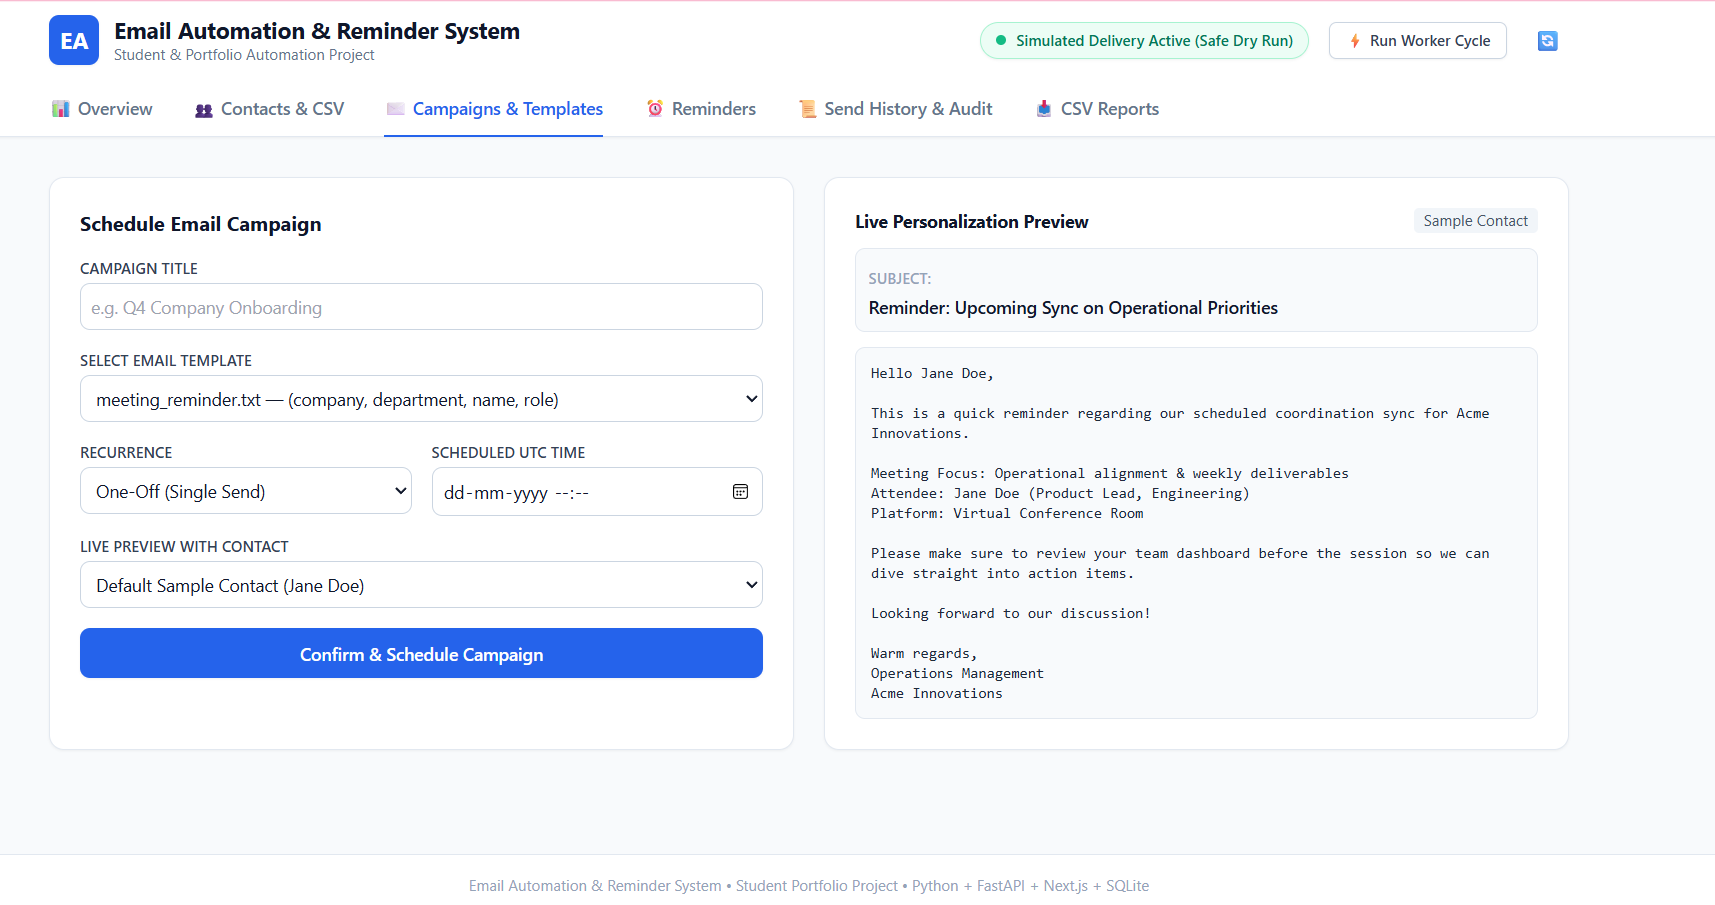 EA
Email Automation & Reminder System
Student & Portfolio Automation Project
Simulated Delivery Active (Safe Dry Run)
Run Worker Cycle
Overview
Contacts & CSV
Campaigns & Templates
Reminders
Send History & Audit
CSV Reports
Schedule Email Campaign
CAMPAIGN TITLE
e.g. Q4 Company Onboarding
SELECT EMAIL TEMPLATE
meeting_reminder.txt — (company, department, name, role)
RECURRENCE
One-Off (Single Send)
SCHEDULED UTC TIME
dd-mm-yyyy --:--
LIVE PREVIEW WITH CONTACT
Default Sample Contact (Jane Doe)
Confirm & Schedule Campaign
Live Personalization Preview
Sample Contact
SUBJECT:
Reminder: Upcoming Sync on Operational Priorities
Hello Jane Doe,
This is a quick reminder regarding our scheduled coordination sync for Acme
Innovations.
Meeting Focus: Operational alignment & weekly deliverables
Attendee: Jane Doe (Product Lead, Engineering)
Platform: Virtual Conference Room
Please make sure to review your team dashboard before the session so we can
dive straight into action items.
Looking forward to our discussion!
Warm regards,
Operations Management
Acme Innovations
Email Automation & Reminder System • Student Portfolio Project • Python + FastAPI + Next.js + SQLite